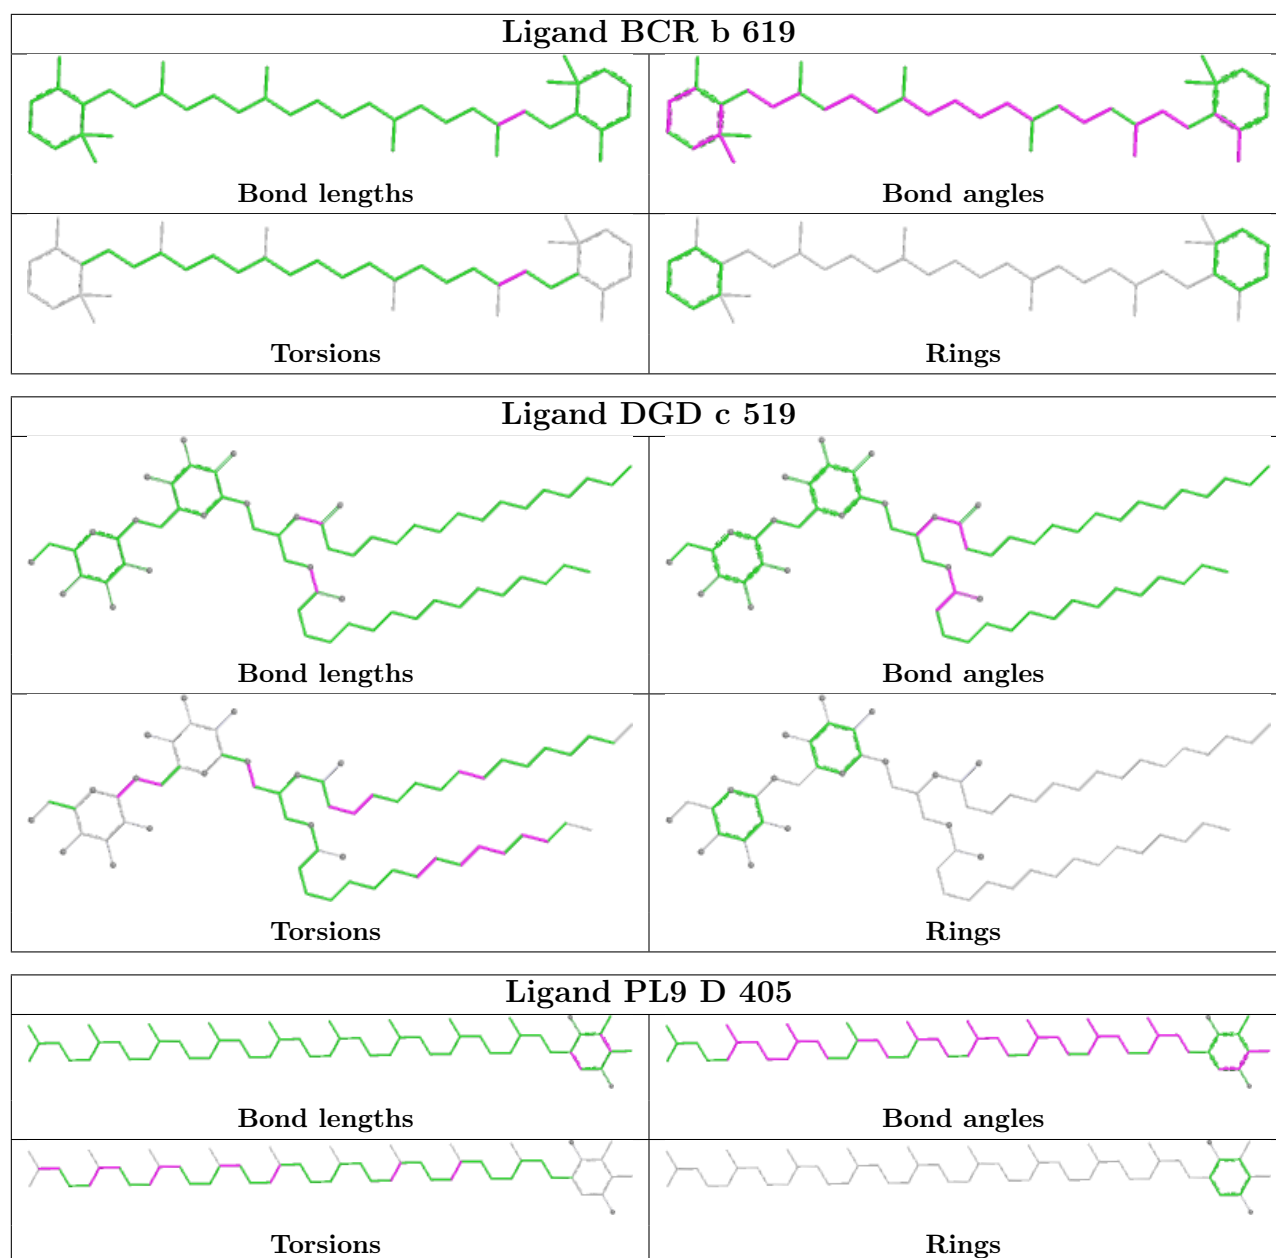 Ligand BCR b 619
Bond lengths
Bond angles
Torsions
Rings
Ligand DGD c 519
Bond lengths
Bond angles
Torsions
Rings
Ligand PL9 D 405
Bond lengths
Bond angles
Torsions
Rings